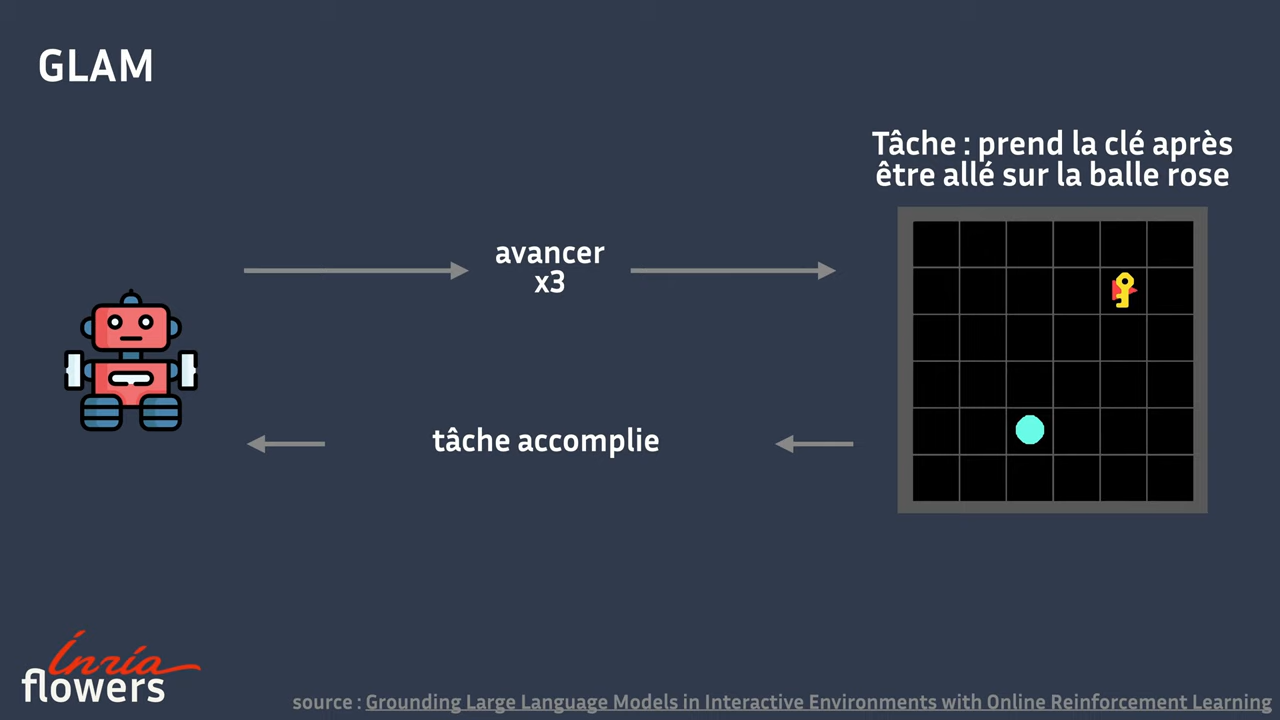 GLAM
Tâche : prend la clé après
être allé sur la balle rose
avancer
x3
tâche accomplie
Inria
flowers
source : Grounding Large Language Models in Interactive Environments with Online Reinforcement Learning